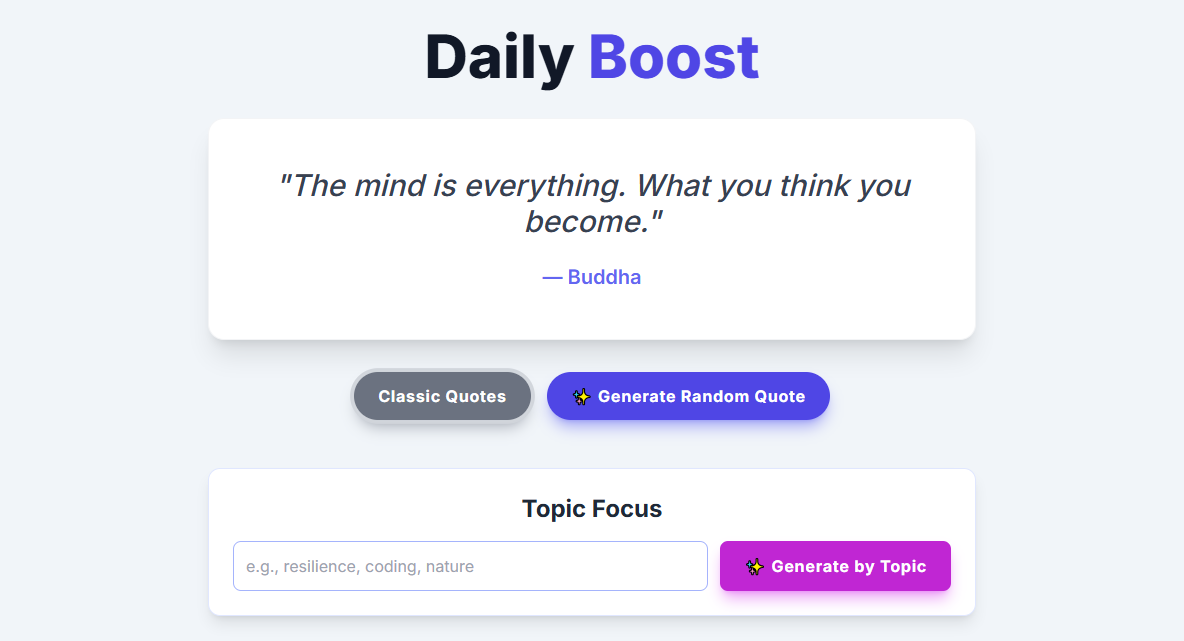 Daily Boost
"The mind is everything. What you think you
become."
— Buddha
Classic Quotes
✨ Generate Random Quote
Topic Focus
e.g., resilience, coding, nature
✨ Generate by Topic